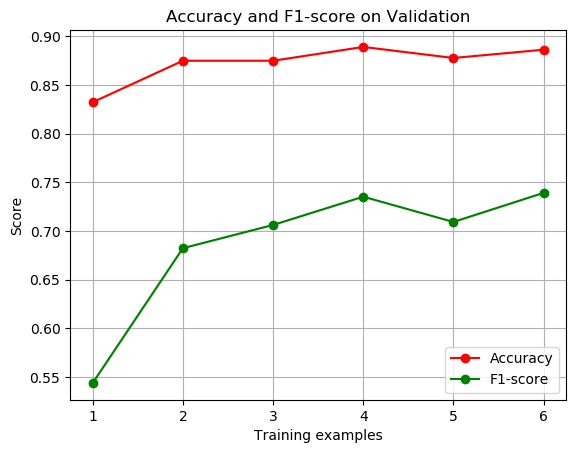 Accuracy and F1-score on Validation
0.90
0.85
0.80
0.75
0.70
0.65
0.60
0.55
Score
1 2 3 4 5 6
Training examples
Accuracy
F1-score